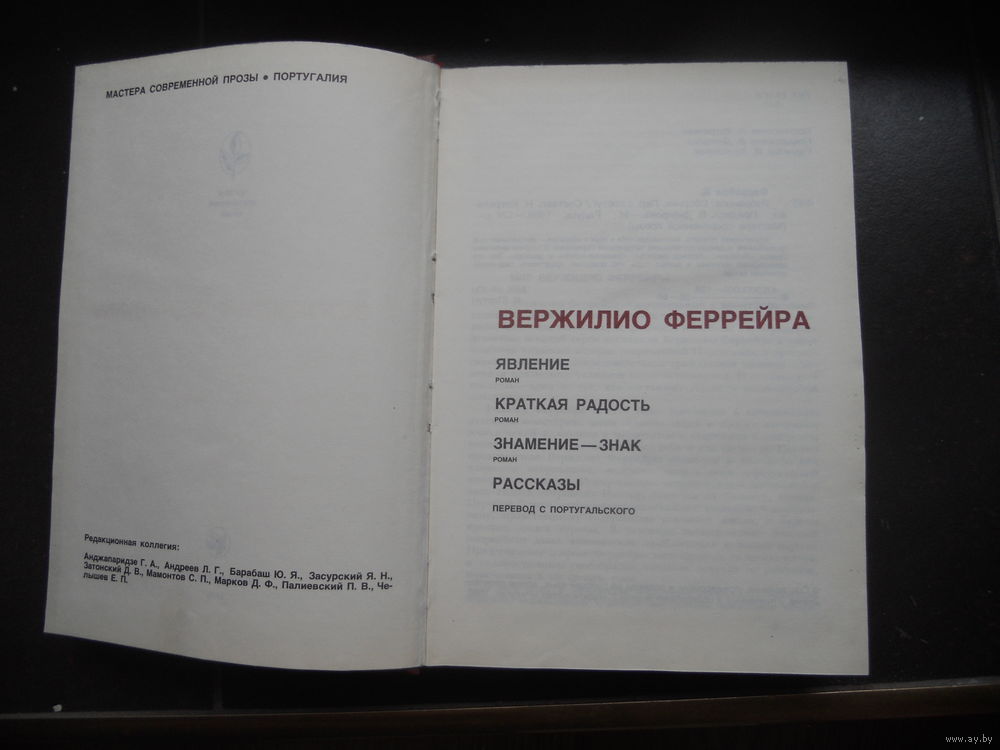 МАСТЕРА СОВРЕМЕННОЙ ПРОЗЫ ● ПОРТУГАЛИЯ
Редакционная коллегия:
Анджапаридзе Г. А., Андреев Л. Г., Барабаш Ю. Я., Засурский Я. Н.,
Затонский Д. В., Мамонтов С. П., Марков Д. Ф., Палиевский П. В., Че-
лышев Е. П.
ВЕРЖИЛИО ФЕРРЕЙРА
ЯВЛЕНИЕ
РОМАН
КРАТКАЯ РАДОСТЬ
РОМАН
ЗНАМЕНИЕ—ЗНАК
РОМАН
РАССКАЗЫ
ПЕРЕВОД С ПОРТУГАЛЬСКОГО
www.ay.by